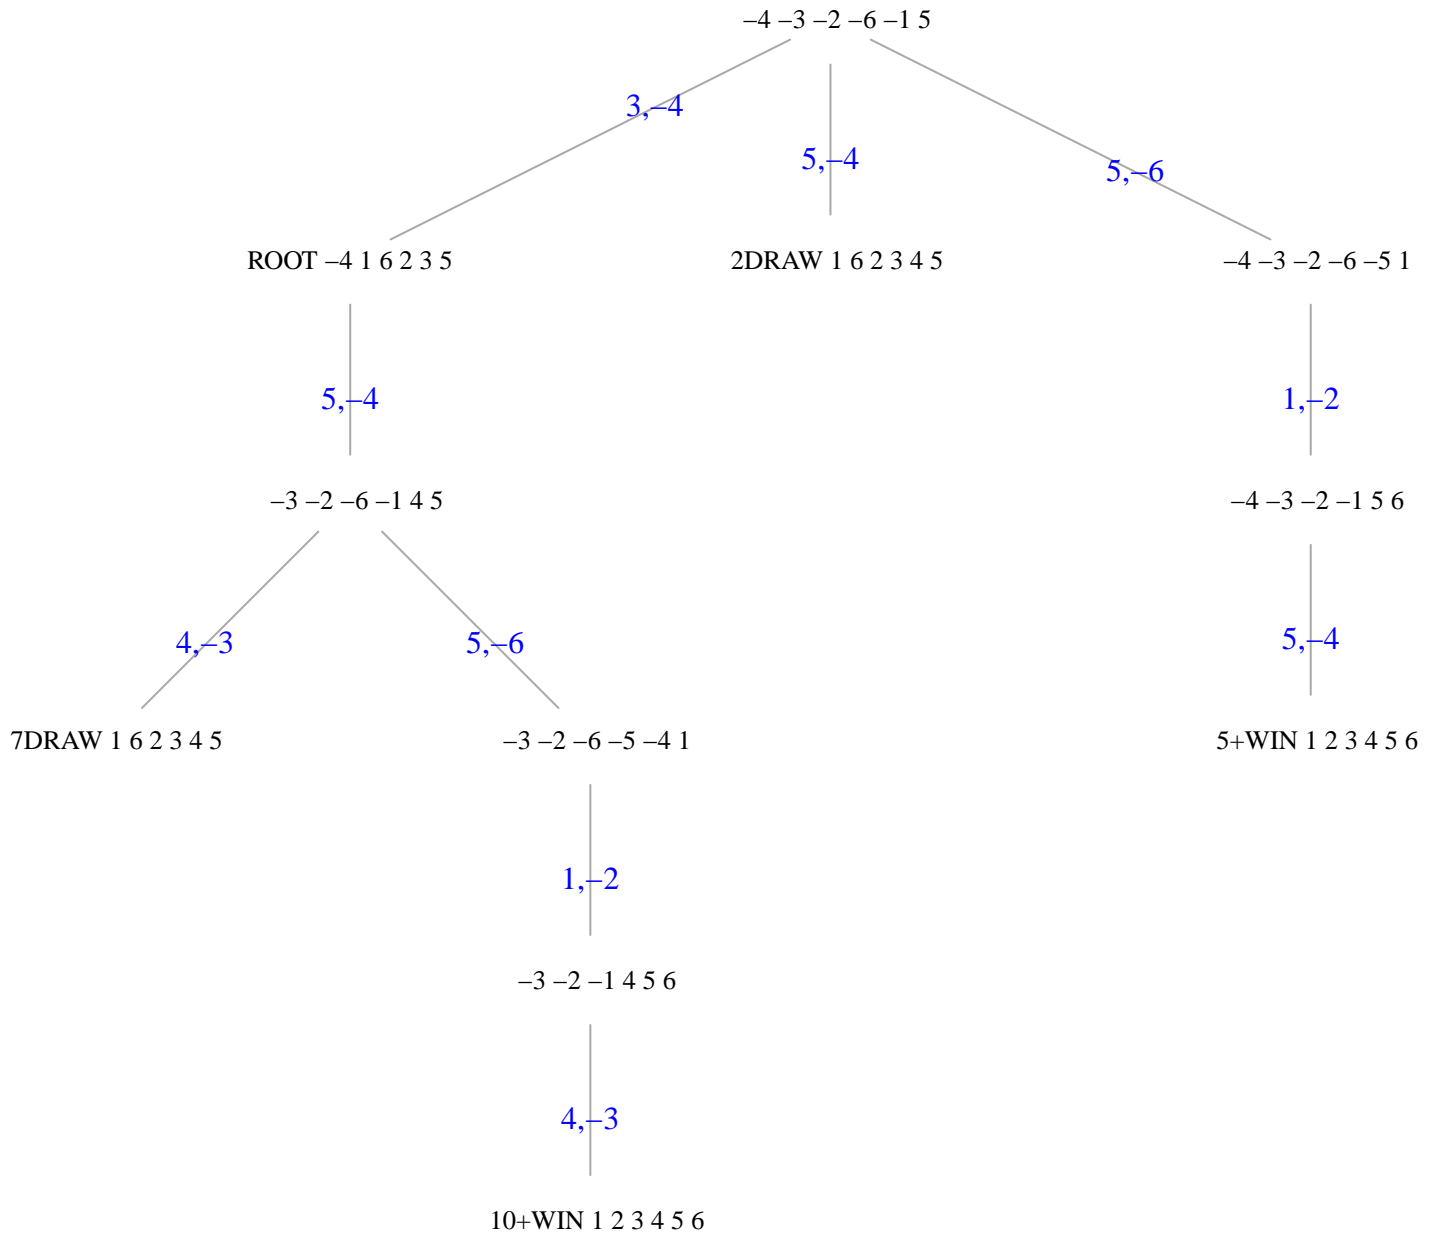 –4 –3 –2 –6 –1 5
3,–4
5,–4
5,–6
ROOT –4 1 6 2 3 5
2DRAW 1 6 2 3 4 5
–4 –3 –2 –6 –5 1
5,–4
1,–2
–3 –2 –6 –1 4 5
–4 –3 –2 –1 5 6
4,–3
5,–6
5,–4
7DRAW 1 6 2 3 4 5
–3 –2 –6 –5 –4 1
5+WIN 1 2 3 4 5 6
1,–2
–3 –2 –1 4 5 6
4,–3
10+WIN 1 2 3 4 5 6